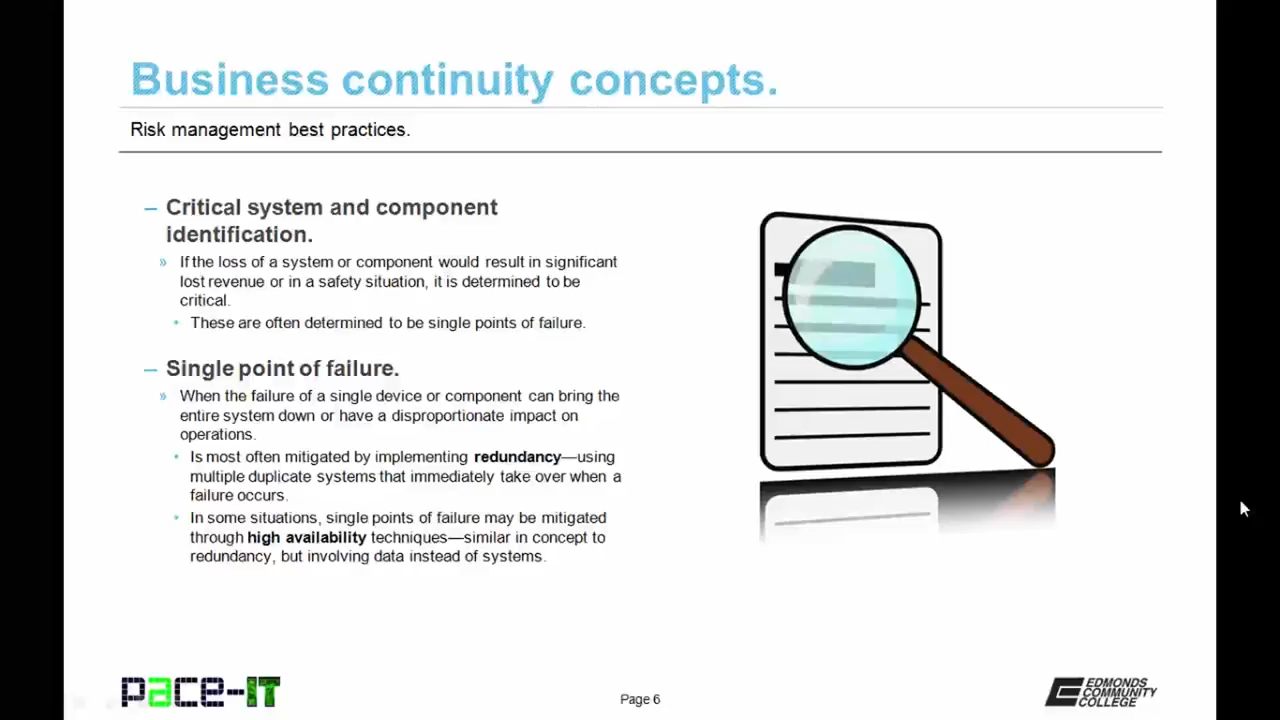 Business continuity concepts.
Risk management best practices.
– Critical system and component
identification.
» If the loss of a system or component would result in significant
lost revenue or in a safety situation, it is determined to be
critical.
• These are often determined to be single points of failure.
– Single point of failure.
» When the failure of a single device or component can bring the
entire system down or have a disproportionate impact on
operations.
• Is most often mitigated by implementing redundancy—using
multiple duplicate systems that immediately take over when a
failure occurs.
• In some situations, single points of failure may be mitigated
through high availability techniques—similar in concept to
redundancy, but involving data instead of systems.
pace-IT
Page 6
EDMONDS
COMMUNITY
COLLEGE